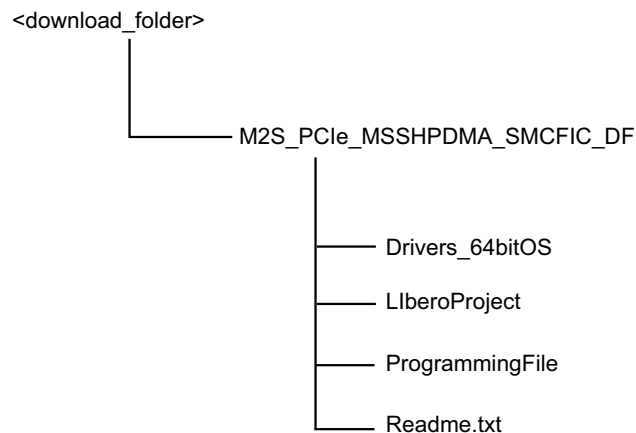 <download_folder>
M2S_PCIe_MSSHPDMA_SMCFIC_DF
Drivers_64bitOS
LIberoProject
ProgrammingFile
Readme.txt